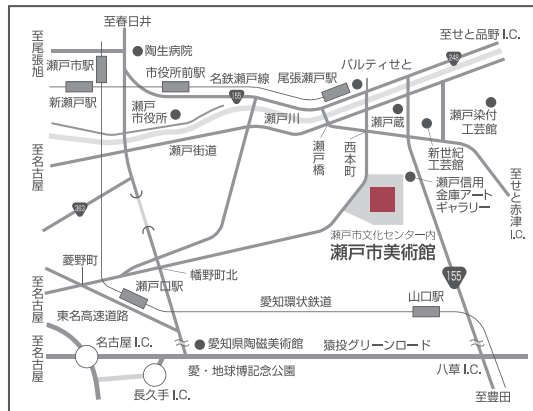 至春日井
至尾張旭
瀬戸市駅
陶生病院
市役所前駅
名鉄瀬戸線
尾張瀬戸駅
パルティせと
至せと品野 I.C.
248
新瀬戸駅
155
瀬戸
市役所
瀬戸川
瀬戸蔵
瀬戸染付
工芸館
至名古屋
瀬戸街道
瀬戸橋
西本町
新世紀
工芸館
瀬戸信用
金庫アート
ギャラリー
至せと赤津 I.C.
363
瀬戸市文化センター内
瀬戸市美術館
菱野町
幡野町北
瀬戸口駅
155
至名古屋
愛知環状鉄道
山口駅
東名高速道路
至名古屋
名古屋 I.C.
愛知県陶磁美術館
猿投グリーンロード
愛・地球博記念公園
八草 I.C.
長久手 I.C.
至豊田